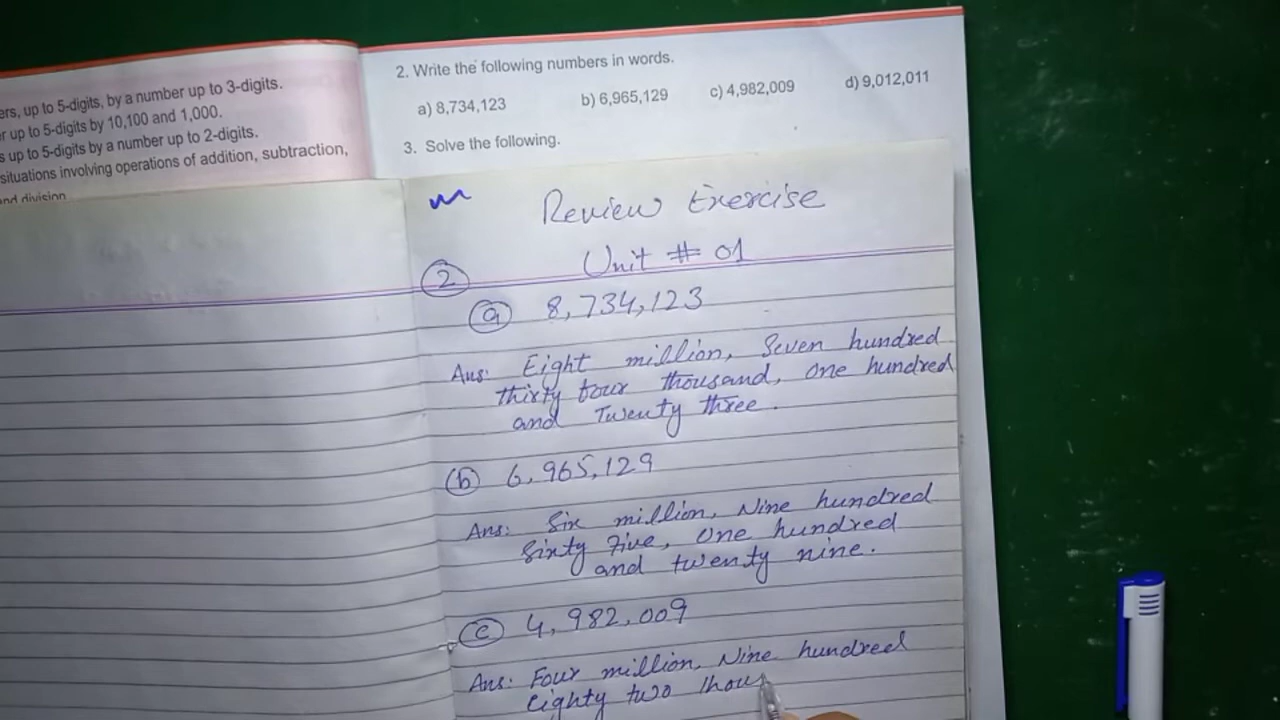 ers, up to 5-digits, by a number up to 3-digits.
r up to 5-digits by 10,100 and 1,000.
s up to 5-digits by a number up to 2-digits.
situations involving operations of addition, subtraction,
nd division
2. Write the following numbers in words.
a) 8,734,123 b) 6,965,129 c) 4,982,009 d) 9,012,011
3. Solve the following.
Review Exercise
Unit # 01
2
a 8,734,123
Ans: Eight million, Seven hundred
thirty four thousand, One hundred
and Twenty three.
b 6,965,129
Ans: Six million, Nine hundred
Sixty Five, One hundred
and twenty nine.
c 4,982,009
Ans: Four million, Nine hundred
Eighty two thous